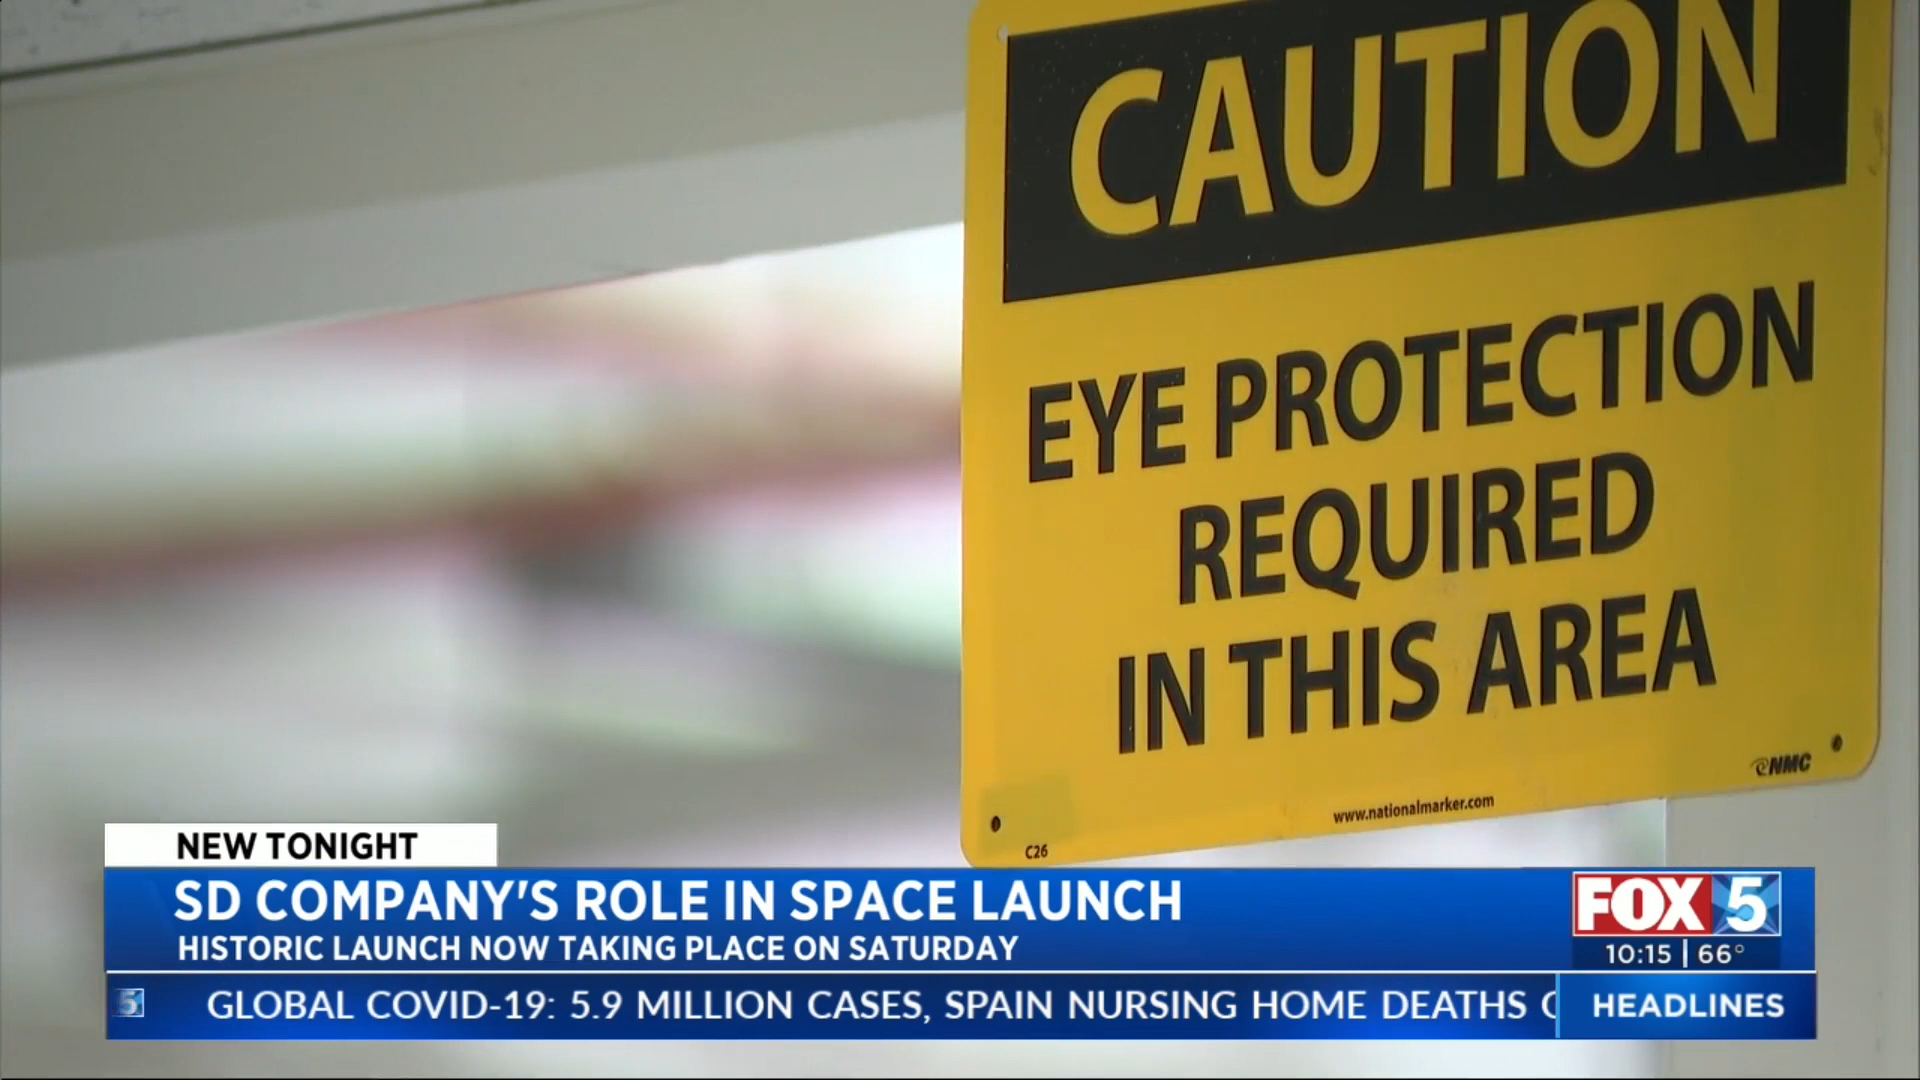 CAUTION
EYE PROTECTION
REQUIRED
IN THIS AREA
NMC
www.nationalmarker.com
C26
NEW TONIGHT
SD COMPANY'S ROLE IN SPACE LAUNCH
HISTORIC LAUNCH NOW TAKING PLACE ON SATURDAY
FOX 5
10:15 | 66°
5 GLOBAL COVID-19: 5.9 MILLION CASES, SPAIN NURSING HOME DEATHS
HEADLINES